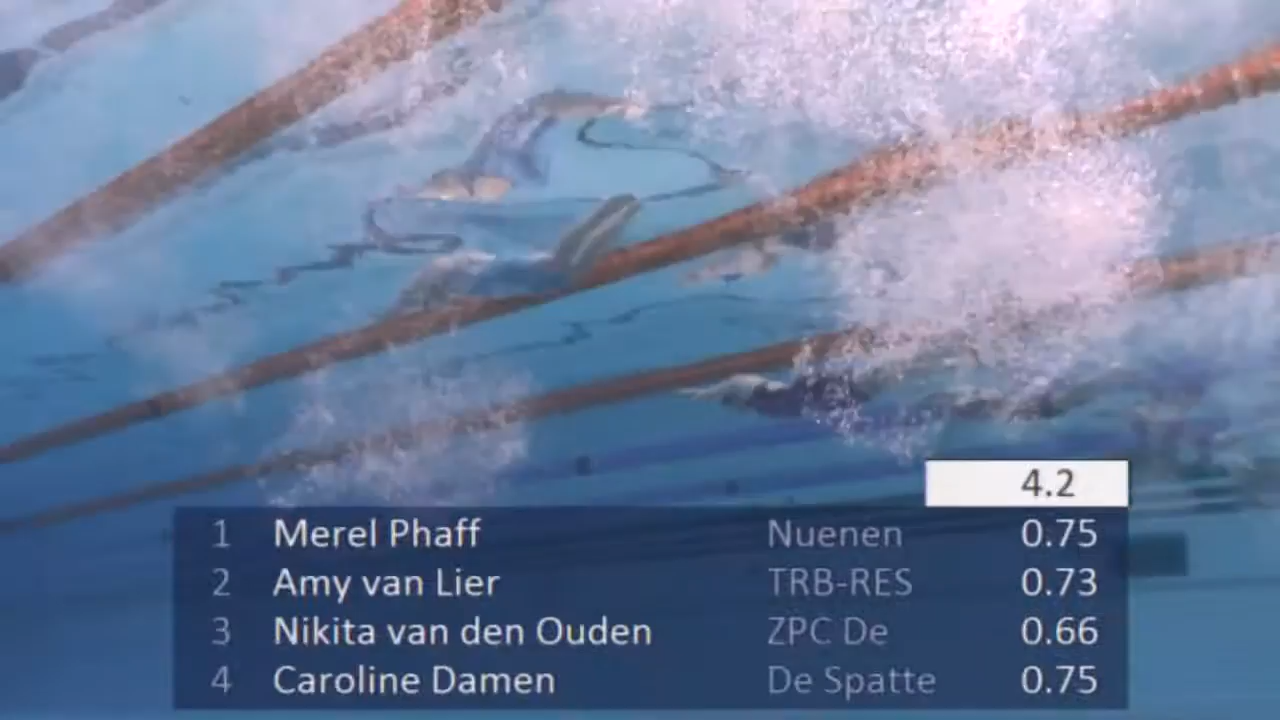 4.2
1 Merel Phaff Nuenen 0.75
2 Amy van Lier TRB-RES 0.73
3 Nikita van den Ouden ZPC De 0.66
4 Caroline Damen De Spatte 0.75